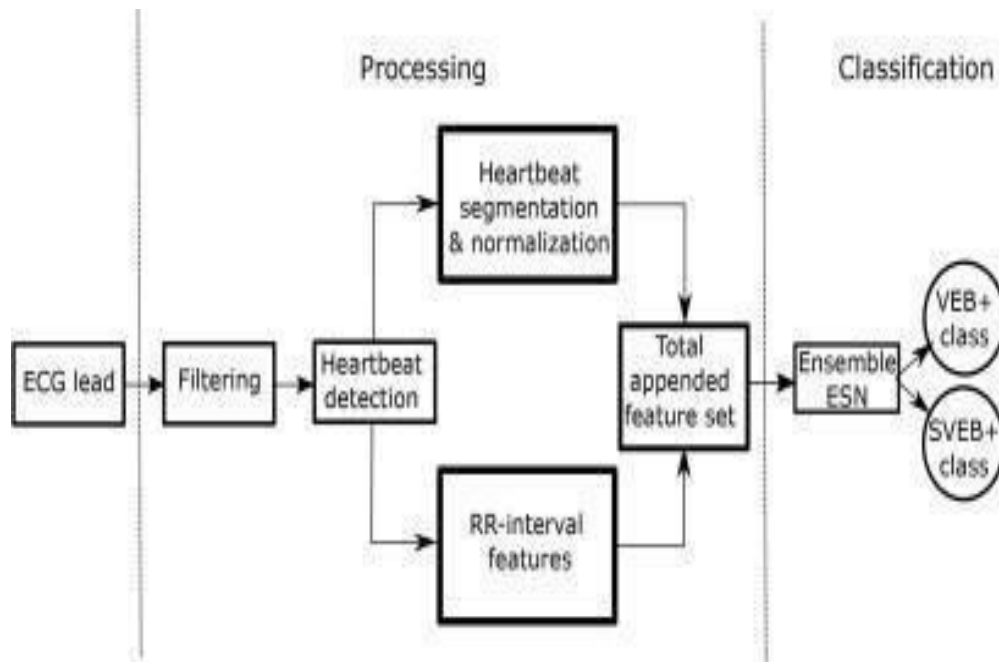 Processing
Classification
ECG lead
Filtering
Heartbeat
detection
Heartbeat
segmentation
& normalization
RR-interval
features
Total
appended
feature set
Ensemble
ESN
VEB+
class
SVEB+
class